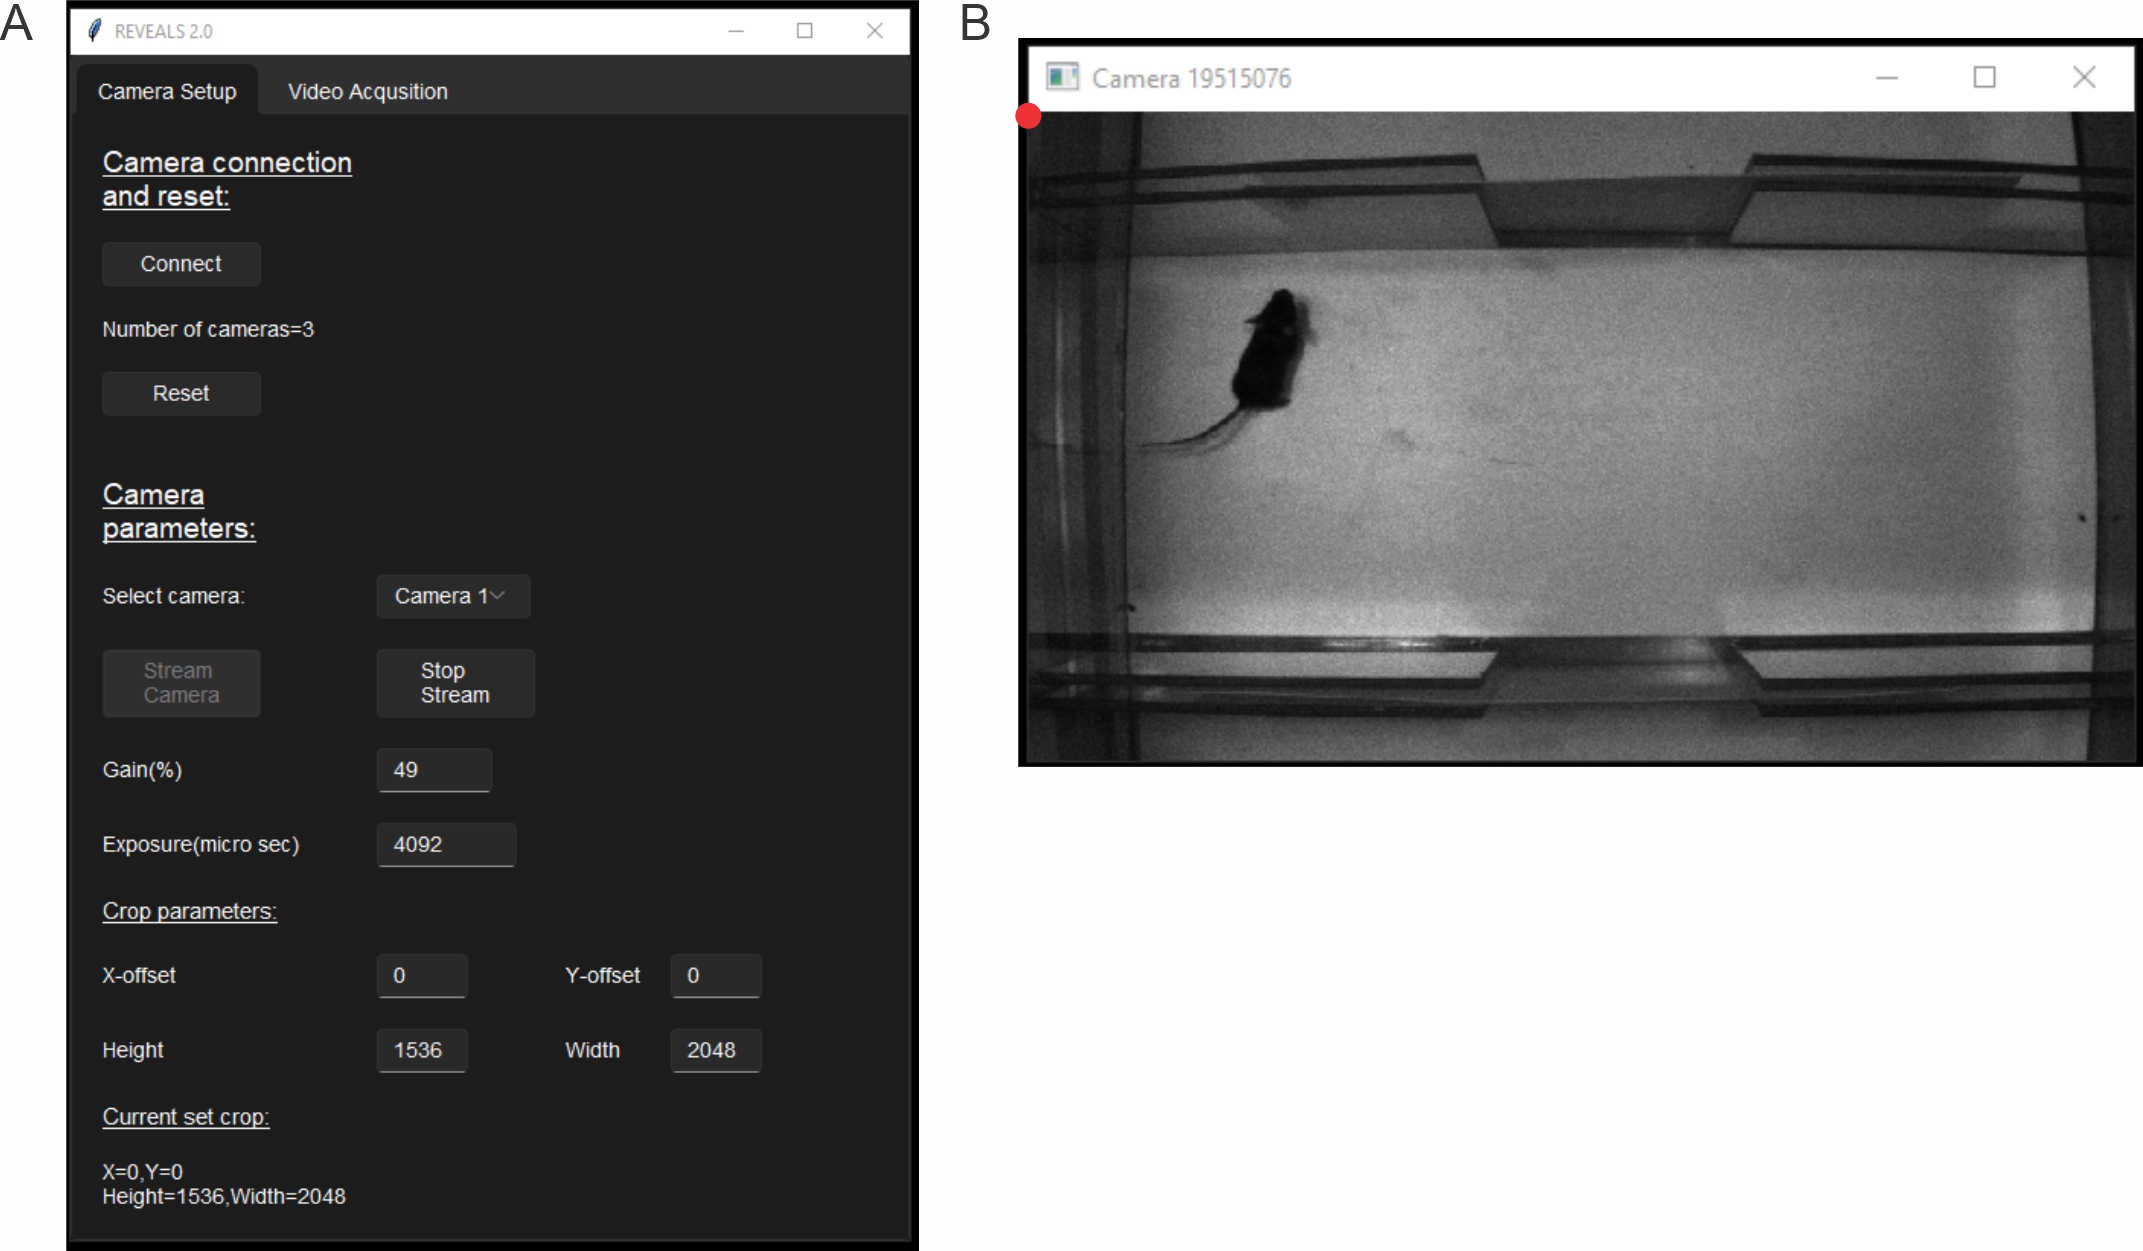 A
REVEALS 2.0
Camera Setup
Video Acqusition
Camera connection
and reset:
Connect
Number of cameras=3
Reset
Camera
parameters:
Select camera:
Camera 1
Stream
Camera
Stop
Stream
Gain(%)
49
Exposure(micro sec)
4092
Crop parameters:
X-offset
0
Y-offset
0
Height
1536
Width
2048
Current set crop:
X=0,Y=0
Height=1536,Width=2048
B
Camera 19515076